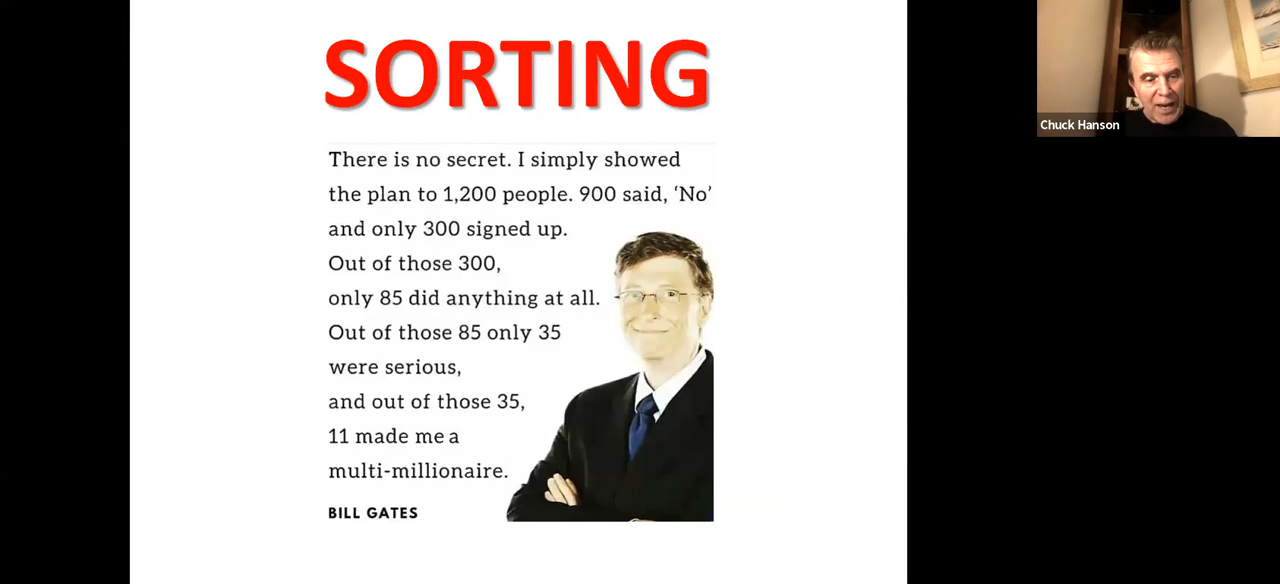 SORTING
There is no secret. I simply showed
the plan to 1,200 people. 900 said, ‘No’
and only 300 signed up.
Out of those 300,
only 85 did anything at all.
Out of those 85 only 35
were serious,
and out of those 35,
11 made me a
multi-millionaire.
BILL GATES
Chuck Hanson